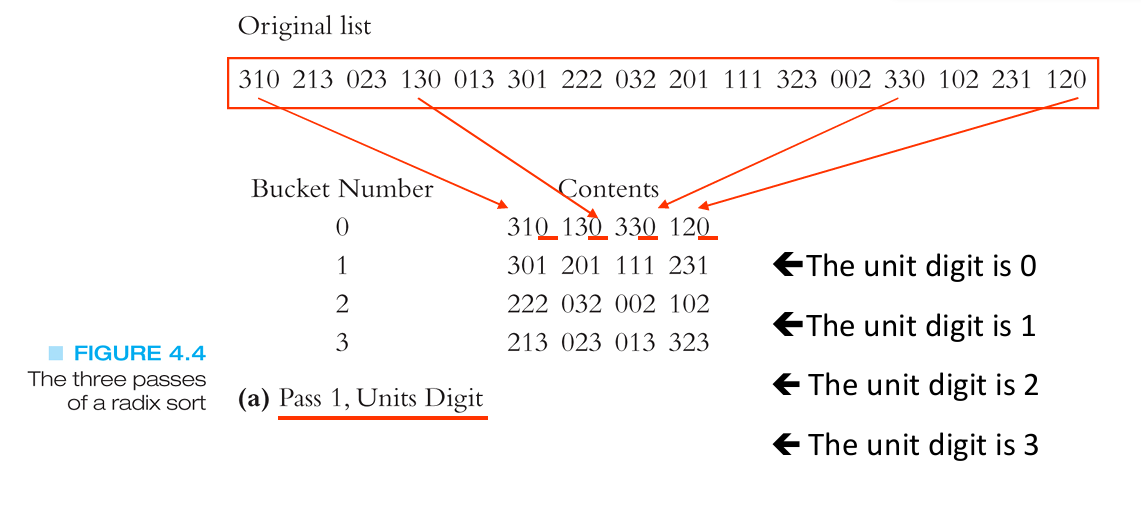 Original list
310 213 023 130 013 301 222 032 201 111 323 002 330 102 231 120
Bucket Number Contents
0 310 130 330 120
1 301 201 111 231
2 222 032 002 102
3 213 023 013 323
🡸The unit digit is 0
🡸The unit digit is 1
🡸 The unit digit is 2
🡸 The unit digit is 3
FIGURE 4.4
The three passes
of a radix sort
(a) Pass 1, Units Digit